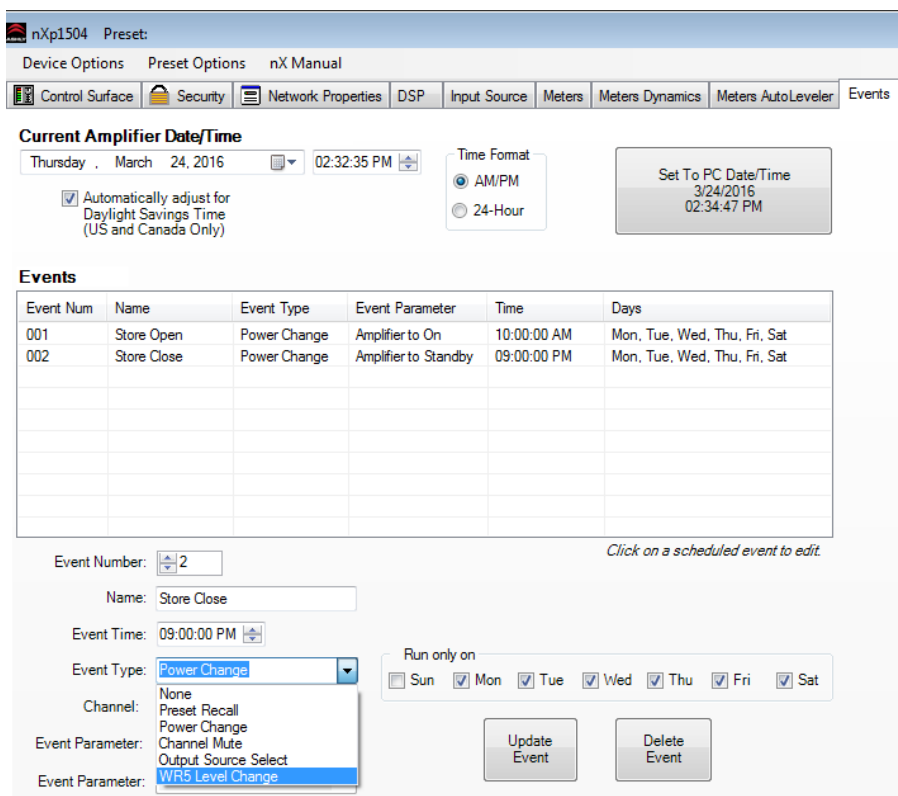 nXp1504 Preset:
Device Options Preset Options nX Manual
Control Surface Security Network Properties DSP Input Source Meters Meters Dynamics Meters AutoLeveler Events
Current Amplifier Date/Time
Thursday , March 24, 2016 02:32:35 PM
Automatically adjust for
Daylight Savings Time
(US and Canada Only)
Time Format
AM/PM
24-Hour
Set To PC Date/Time
3/24/2016
02:34:47 PM
Events
Event Num Name Event Type Event Parameter Time Days
001 Store Open Power Change Amplifier to On 10:00:00 AM Mon, Tue, Wed, Thu, Fri, Sat
002 Store Close Power Change Amplifier to Standby 09:00:00 PM Mon, Tue, Wed, Thu, Fri, Sat
Click on a scheduled event to edit.
Event Number: 2
Name: Store Close
Event Time: 09:00:00 PM
Event Type: Power Change
None
Preset Recall
Power Change
Channel Mute
Output Source Select
WR5 Level Change
Channel:
Event Parameter:
Event Parameter:
Run only on
Sun Mon Tue Wed Thu Fri Sat
Update
Event
Delete
Event